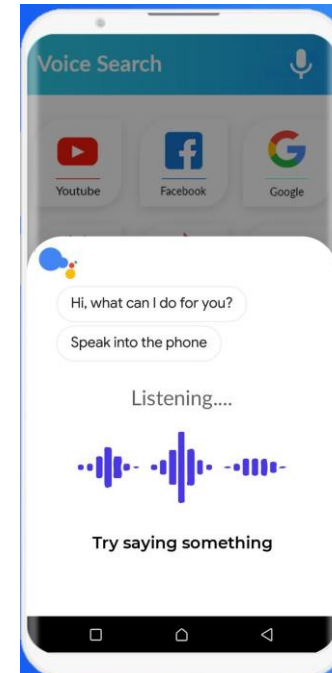 Voice Search
Youtube
Facebook
Google
Hi, what can I do for you?
Speak into the phone
Listening....
Try saying something